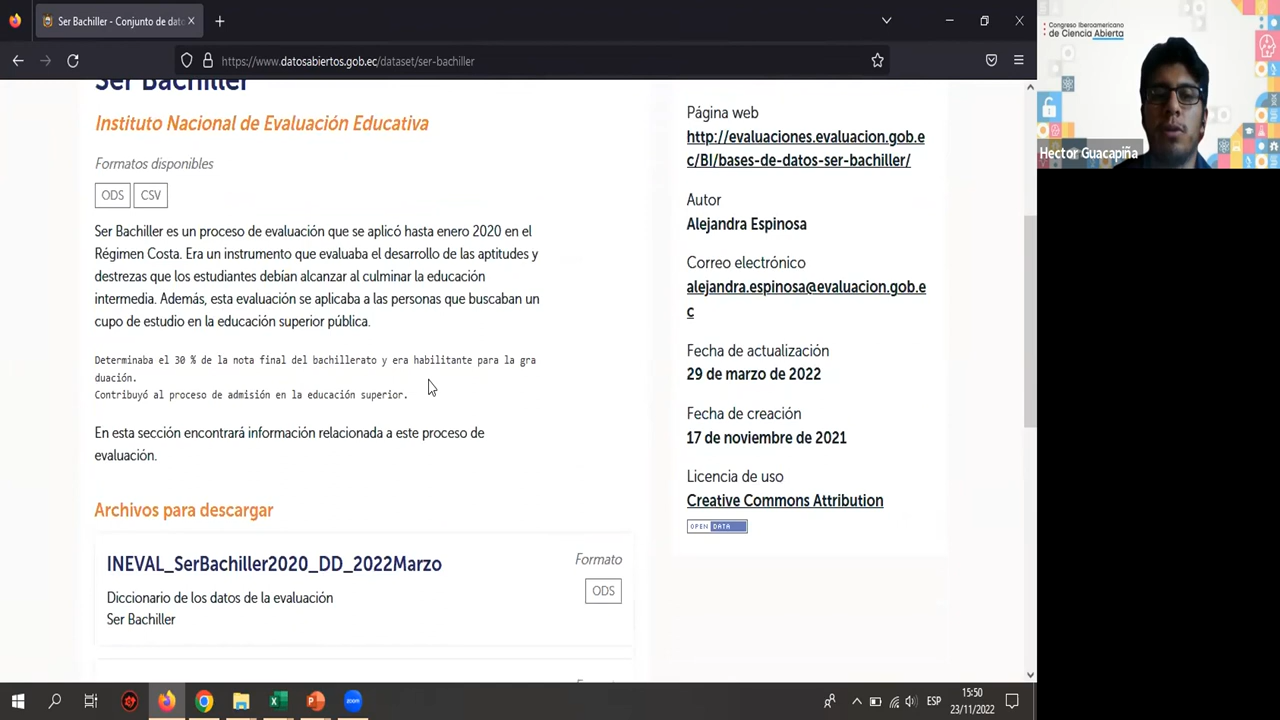 Ser Bachiller - Conjunto de dato
https://www.datosabiertos.gob.ec/dataset/ser-bachiller
Ser Bachiller
Instituto Nacional de Evaluación Educativa
Formatos disponibles
ODS
CSV
Ser Bachiller es un proceso de evaluación que se aplicó hasta enero 2020 en el
Régimen Costa. Era un instrumento que evaluaba el desarrollo de las aptitudes y
destrezas que los estudiantes debían alcanzar al culminar la educación
intermedia. Además, esta evaluación se aplicaba a las personas que buscaban un
cupo de estudio en la educación superior pública.
Determinaba el 30 % de la nota final del bachillerato y era habilitante para la gra
duación.
Contribuyó al proceso de admisión en la educación superior.
En esta sección encontrará información relacionada a este proceso de
evaluación.
Archivos para descargar
INEVAL_SerBachiller2020_DD_2022Marzo
Formato
ODS
Diccionario de los datos de la evaluación
Ser Bachiller
Página web
http://evaluaciones.evaluacion.gob.e
c/BI/bases-de-datos-ser-bachiller/
Autor
Alejandra Espinosa
Correo electrónico
alejandra.espinosa@evaluacion.gob.e
c
Fecha de actualización
29 de marzo de 2022
Fecha de creación
17 de noviembre de 2021
Licencia de uso
Creative Commons Attribution
OPEN DATA
Congreso Iberoamericano
de Ciencia Abierta
Hector Guacapiña
zoom
ESP
15:50
23/11/2022